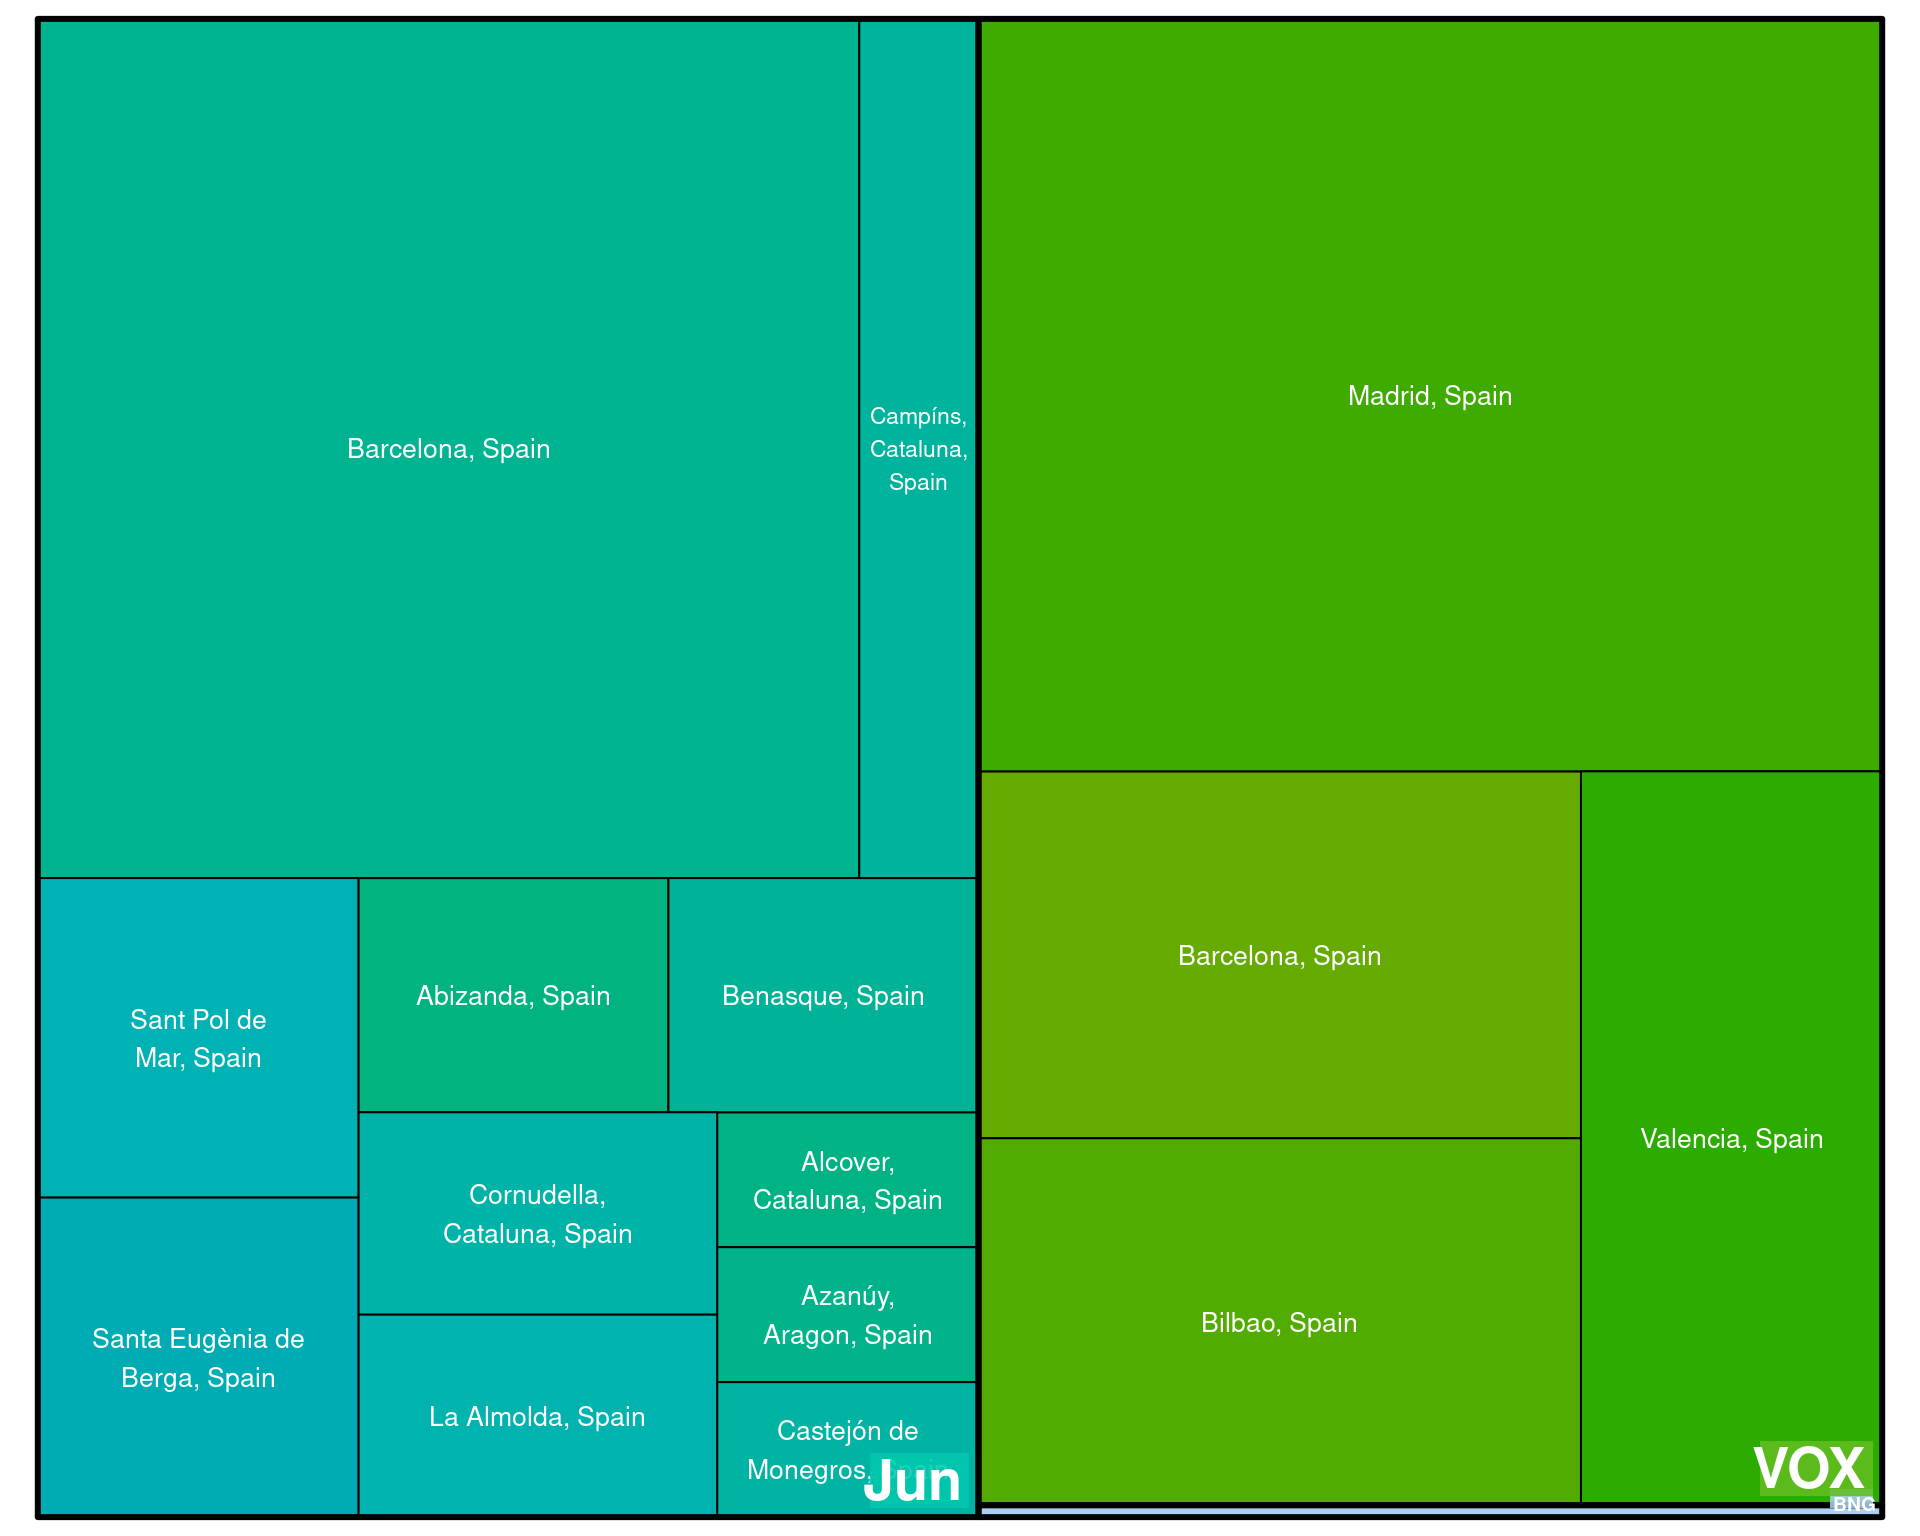 Barcelona, Spain
Campíns,
Cataluna,
Spain
Sant Pol de
Mar, Spain
Abizanda, Spain
Benasque, Spain
Santa Eugènia de
Berga, Spain
Cornudella,
Cataluna, Spain
La Almolda, Spain
Alcover,
Cataluna, Spain
Azanúy,
Aragon, Spain
Castejón de
Monegros, Spain
Jun
Madrid, Spain
Barcelona, Spain
Bilbao, Spain
Valencia, Spain
VOX
BNG